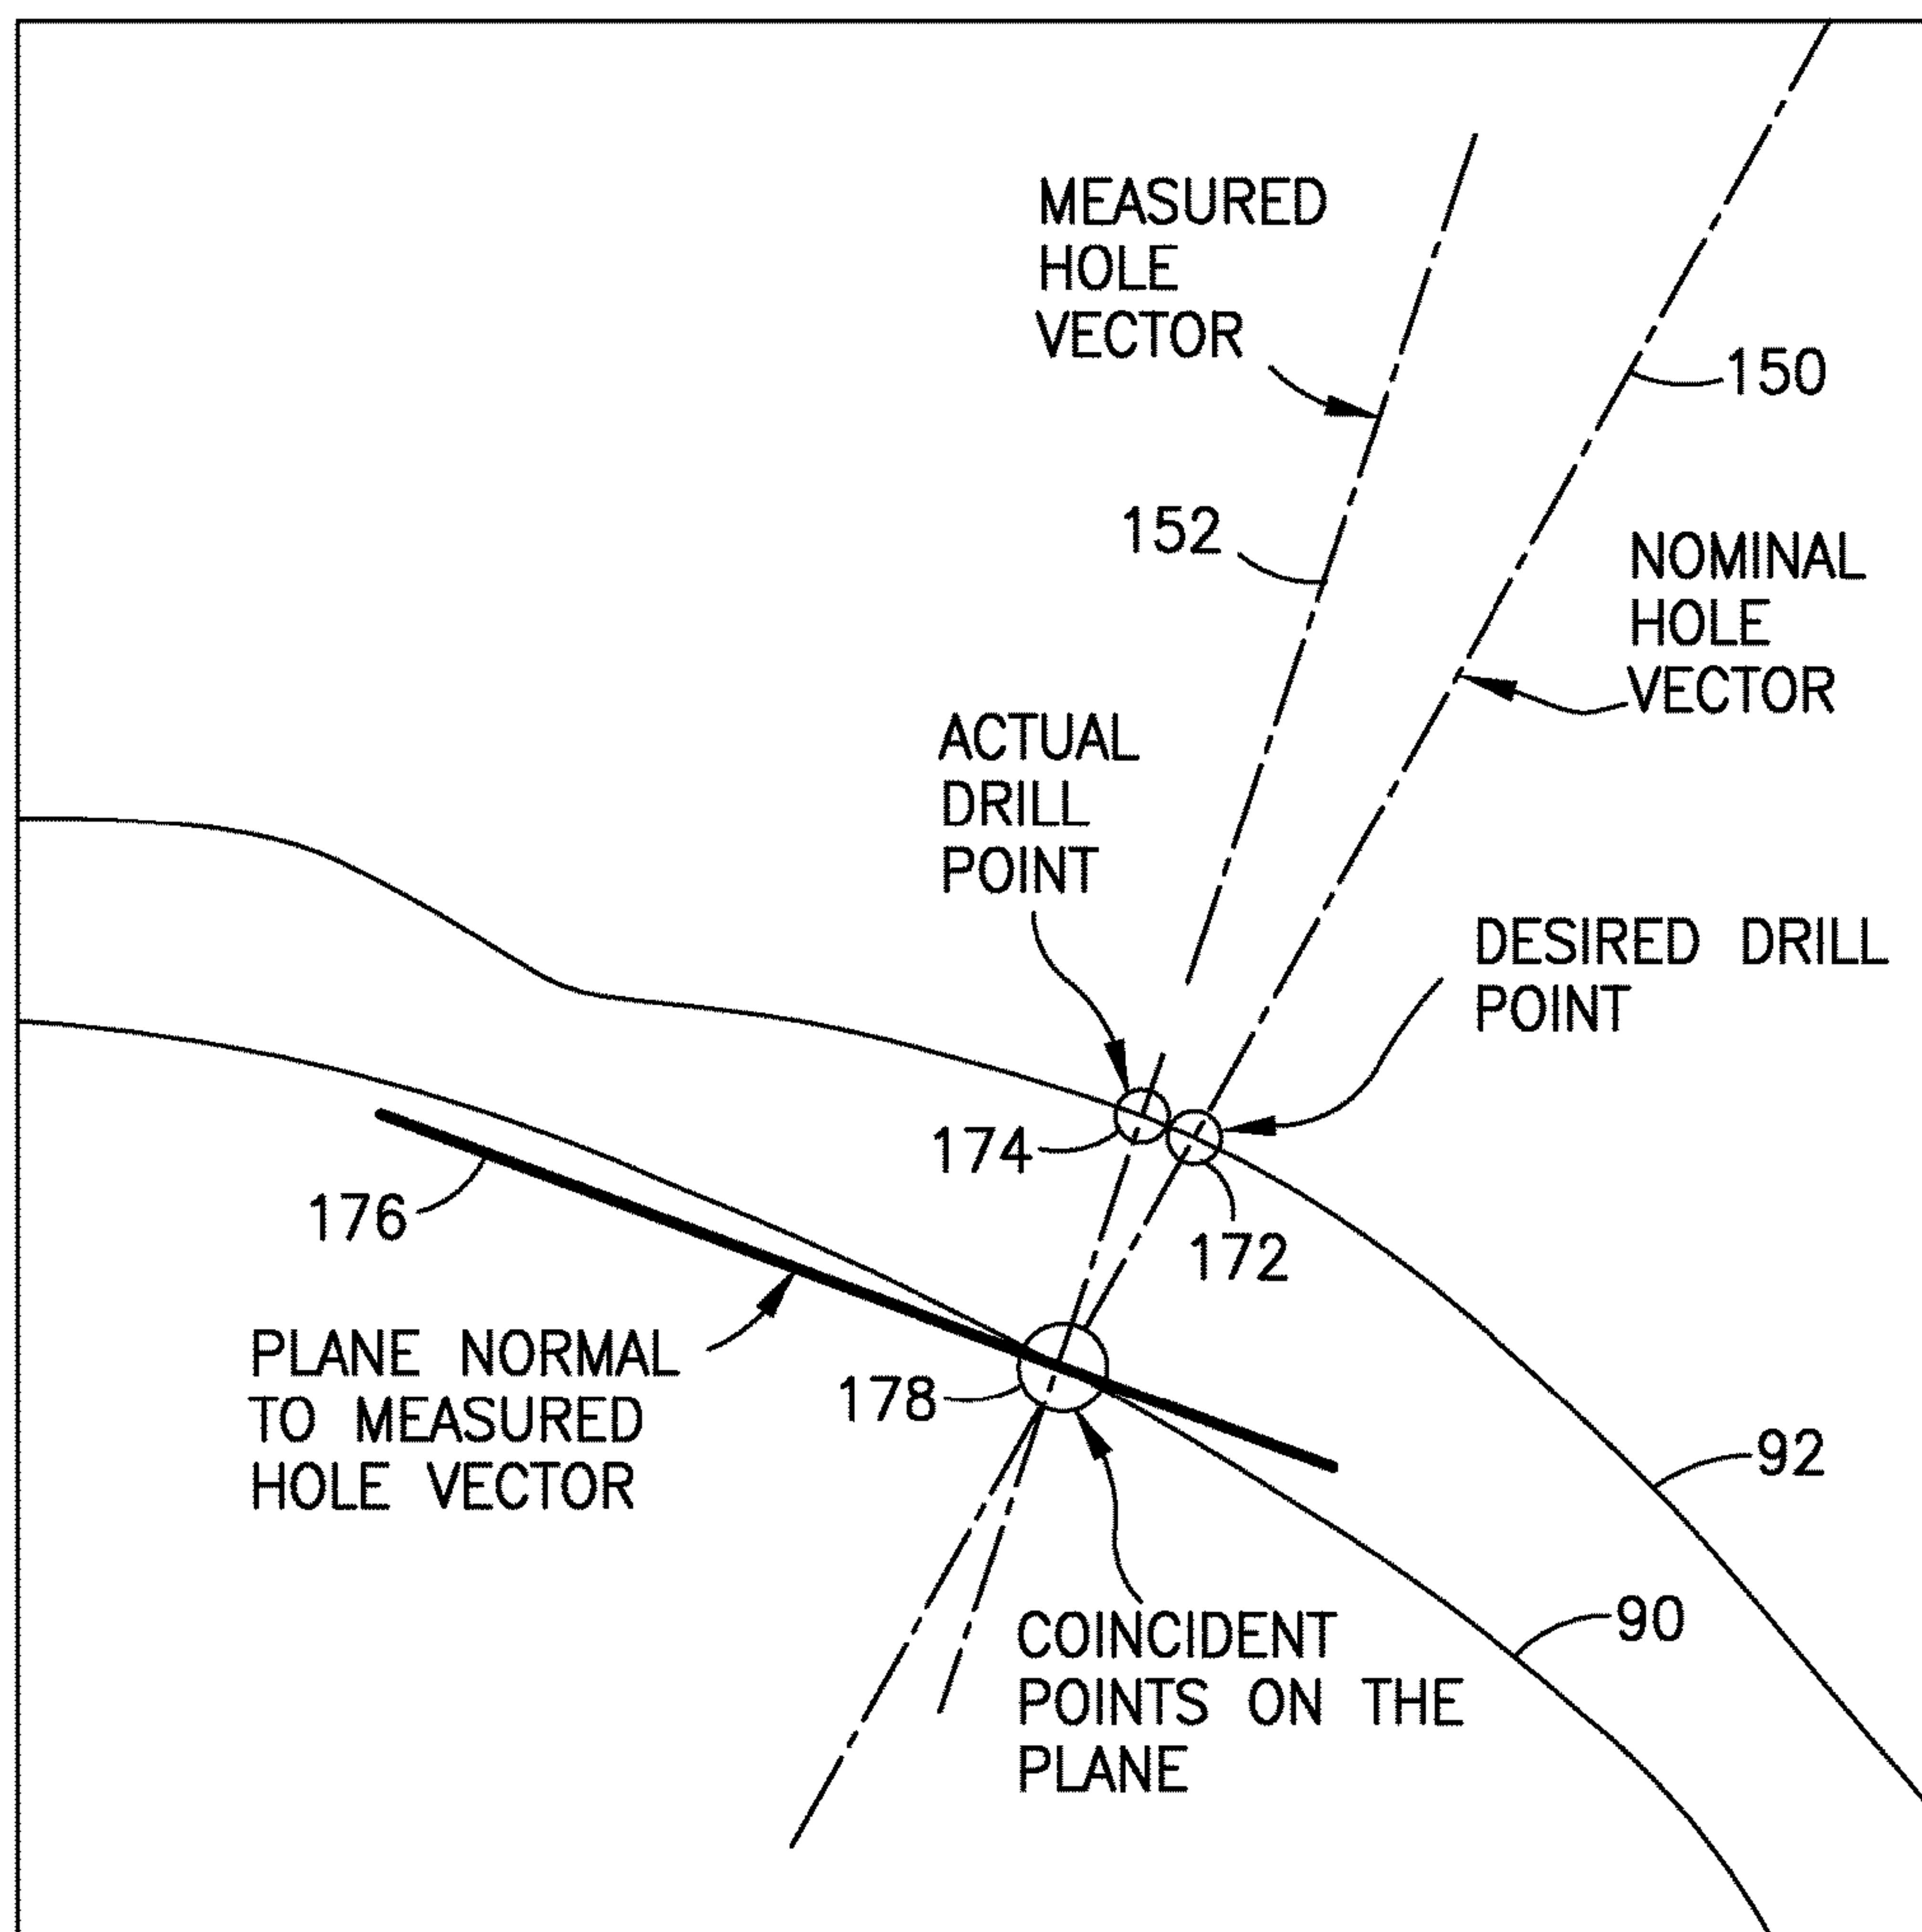 MEASURED
HOLE
VECTOR
150
152
NOMINAL
HOLE
VECTOR
ACTUAL
DRILL
POINT
DESIRED DRILL
POINT
174
176
172
PLANE NORMAL
TO MEASURED
HOLE VECTOR
178
92
90
COINCIDENT
POINTS ON THE
PLANE